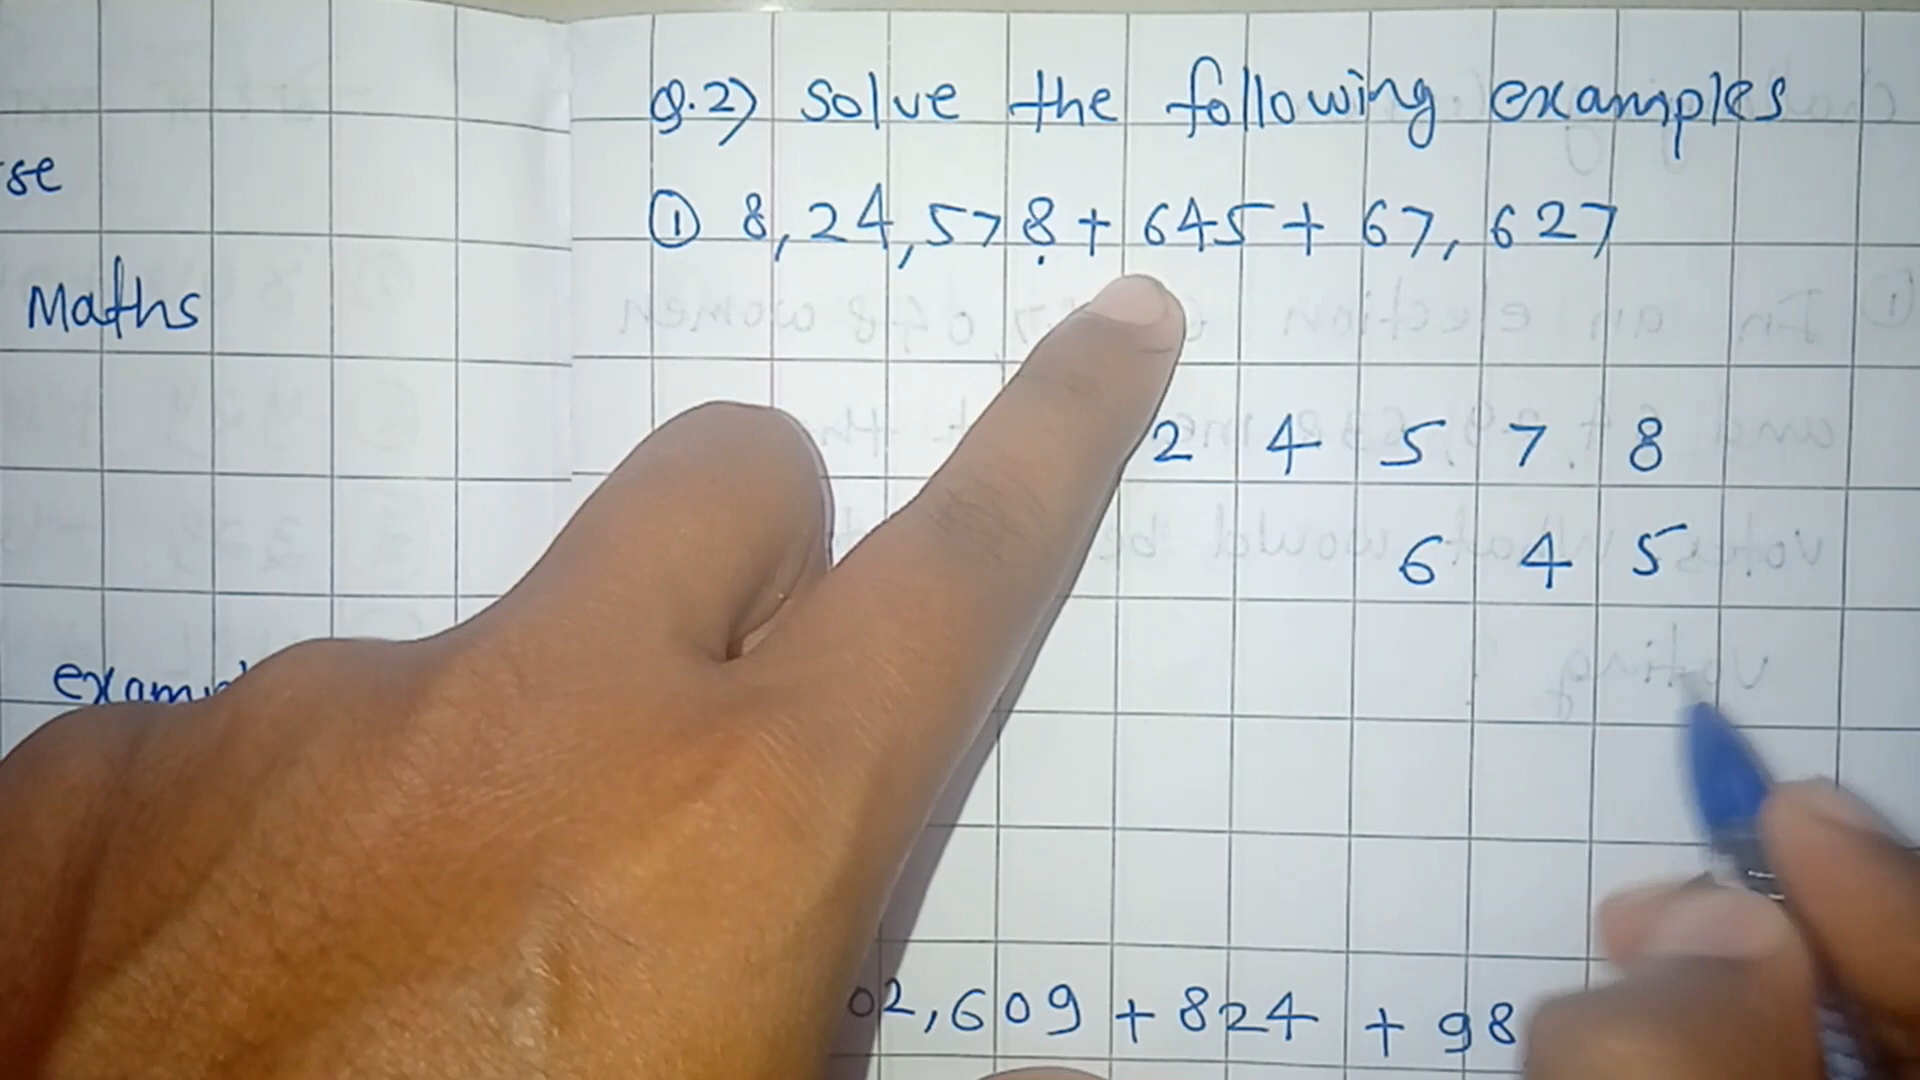 Q.2) solve the following examples
se
① 8,24,578 + 645 + 67,627
Maths
2 4 5 7 8
6 4 5
02,609 + 824 + 98